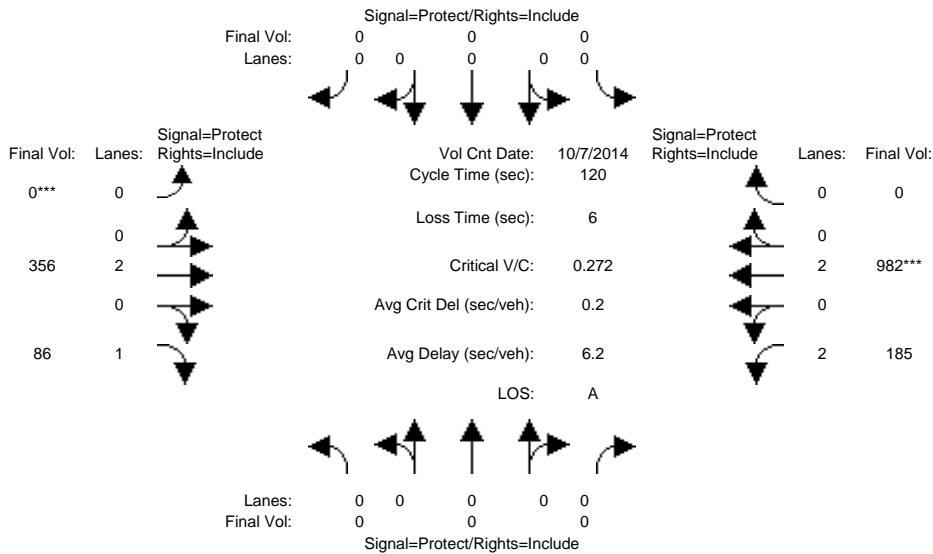 Signal=Protect/Rights=Include
Final Vol: 0 0 0
Lanes: 0 0 0 0 0
Signal=Protect Signal=Protect
Final Vol: Lanes: Rights=Include Vol Cnt Date: 10/7/2014 Rights=Include Lanes: Final Vol:
Cycle Time (sec): 120
0*** 0 0 0
Loss Time (sec): 6
0 0
356 2 Critical V/C: 0.272 2 982***
0 Avg Crit Del (sec/veh): 0.2 0
86 1 Avg Delay (sec/veh): 6.2 2 185
LOS: A
Lanes: 0 0 0 0 0
Final Vol: 0 0 0
Signal=Protect/Rights=Include